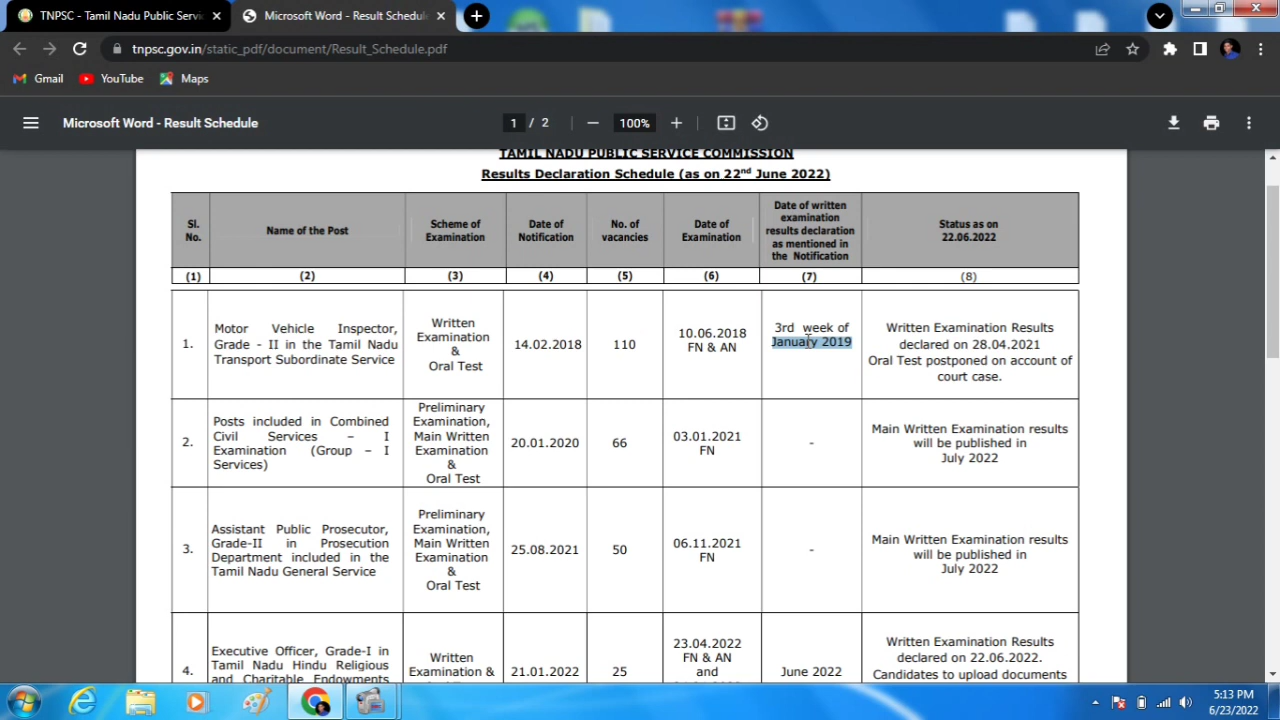 TNPSC - Tamil Nadu Public Servi
Microsoft Word - Result Schedule
tnpsc.gov.in/static_pdf/document/Result_Schedule.pdf
Gmail
YouTube
Maps
Microsoft Word - Result Schedule
1 / 2
100%
TAMIL NADU PUBLIC SERVICE COMMISSION
Results Declaration Schedule (as on 22nd June 2022)
Sl.
No.
Name of the Post
Scheme of
Examination
Date of
Notification
No. of
vacancies
Date of
Examination
Date of written
examination
results declaration
as mentioned in
the Notification
Status as on
22.06.2022
(1)
(2)
(3)
(4)
(5)
(6)
(7)
(8)
1.
Motor Vehicle Inspector,
Grade - II in the Tamil Nadu
Transport Subordinate Service
Written
Examination
&
Oral Test
14.02.2018
110
10.06.2018
FN & AN
3rd week of
January 2019
Written Examination Results
declared on 28.04.2021
Oral Test postponed on account of
court case.
2.
Posts included in Combined
Civil Services – I
Examination (Group – I
Services)
Preliminary
Examination,
Main Written
Examination
&
Oral Test
20.01.2020
66
03.01.2021
FN
-
Main Written Examination results
will be published in
July 2022
3.
Assistant Public Prosecutor,
Grade-II in Prosecution
Department included in the
Tamil Nadu General Service
Preliminary
Examination,
Main Written
Examination
&
Oral Test
25.08.2021
50
06.11.2021
FN
-
Main Written Examination results
will be published in
July 2022
4.
Executive Officer, Grade-I in
Tamil Nadu Hindu Religious
and Charitable Endowments
Written
Examination &
21.01.2022
25
23.04.2022
FN & AN
and
June 2022
Written Examination Results
declared on 22.06.2022.
Candidates to upload documents
5:13 PM
6/23/2022